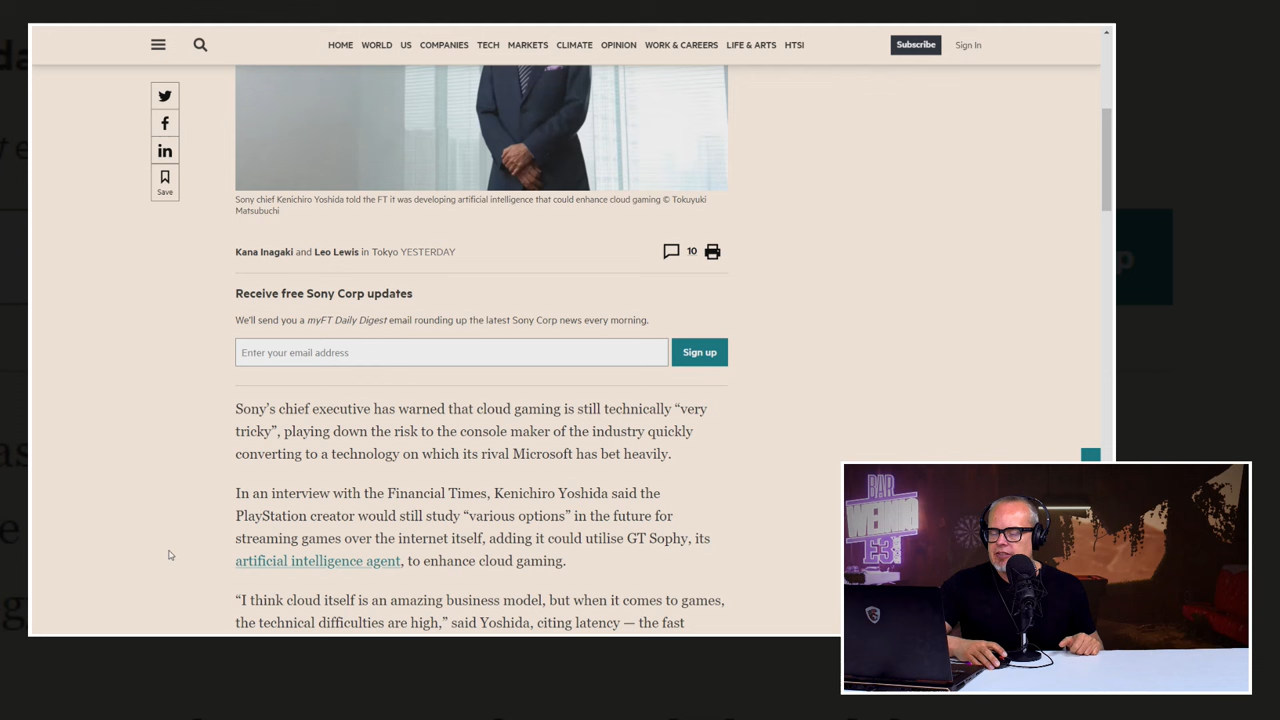 HOME WORLD US COMPANIES TECH MARKETS CLIMATE OPINION WORK & CAREERS LIFE & ARTS HTSI
Subscribe
Sign In
Save
Sony chief Kenichiro Yoshida told the FT it was developing artificial intelligence that could enhance cloud gaming © Tokuyuki
Matsubuchi
Kana Inagaki and Leo Lewis in Tokyo YESTERDAY
10
Receive free Sony Corp updates
We'll send you a myFT Daily Digest email rounding up the latest Sony Corp news every morning.
Enter your email address
Sign up
Sony’s chief executive has warned that cloud gaming is still technically “very
tricky”, playing down the risk to the console maker of the industry quickly
converting to a technology on which its rival Microsoft has bet heavily.
In an interview with the Financial Times, Kenichiro Yoshida said the
PlayStation creator would still study “various options” in the future for
streaming games over the internet itself, adding it could utilise GT Sophy, its
artificial intelligence agent, to enhance cloud gaming.
“I think cloud itself is an amazing business model, but when it comes to games,
the technical difficulties are high,” said Yoshida, citing latency — the fast
BAR
E3